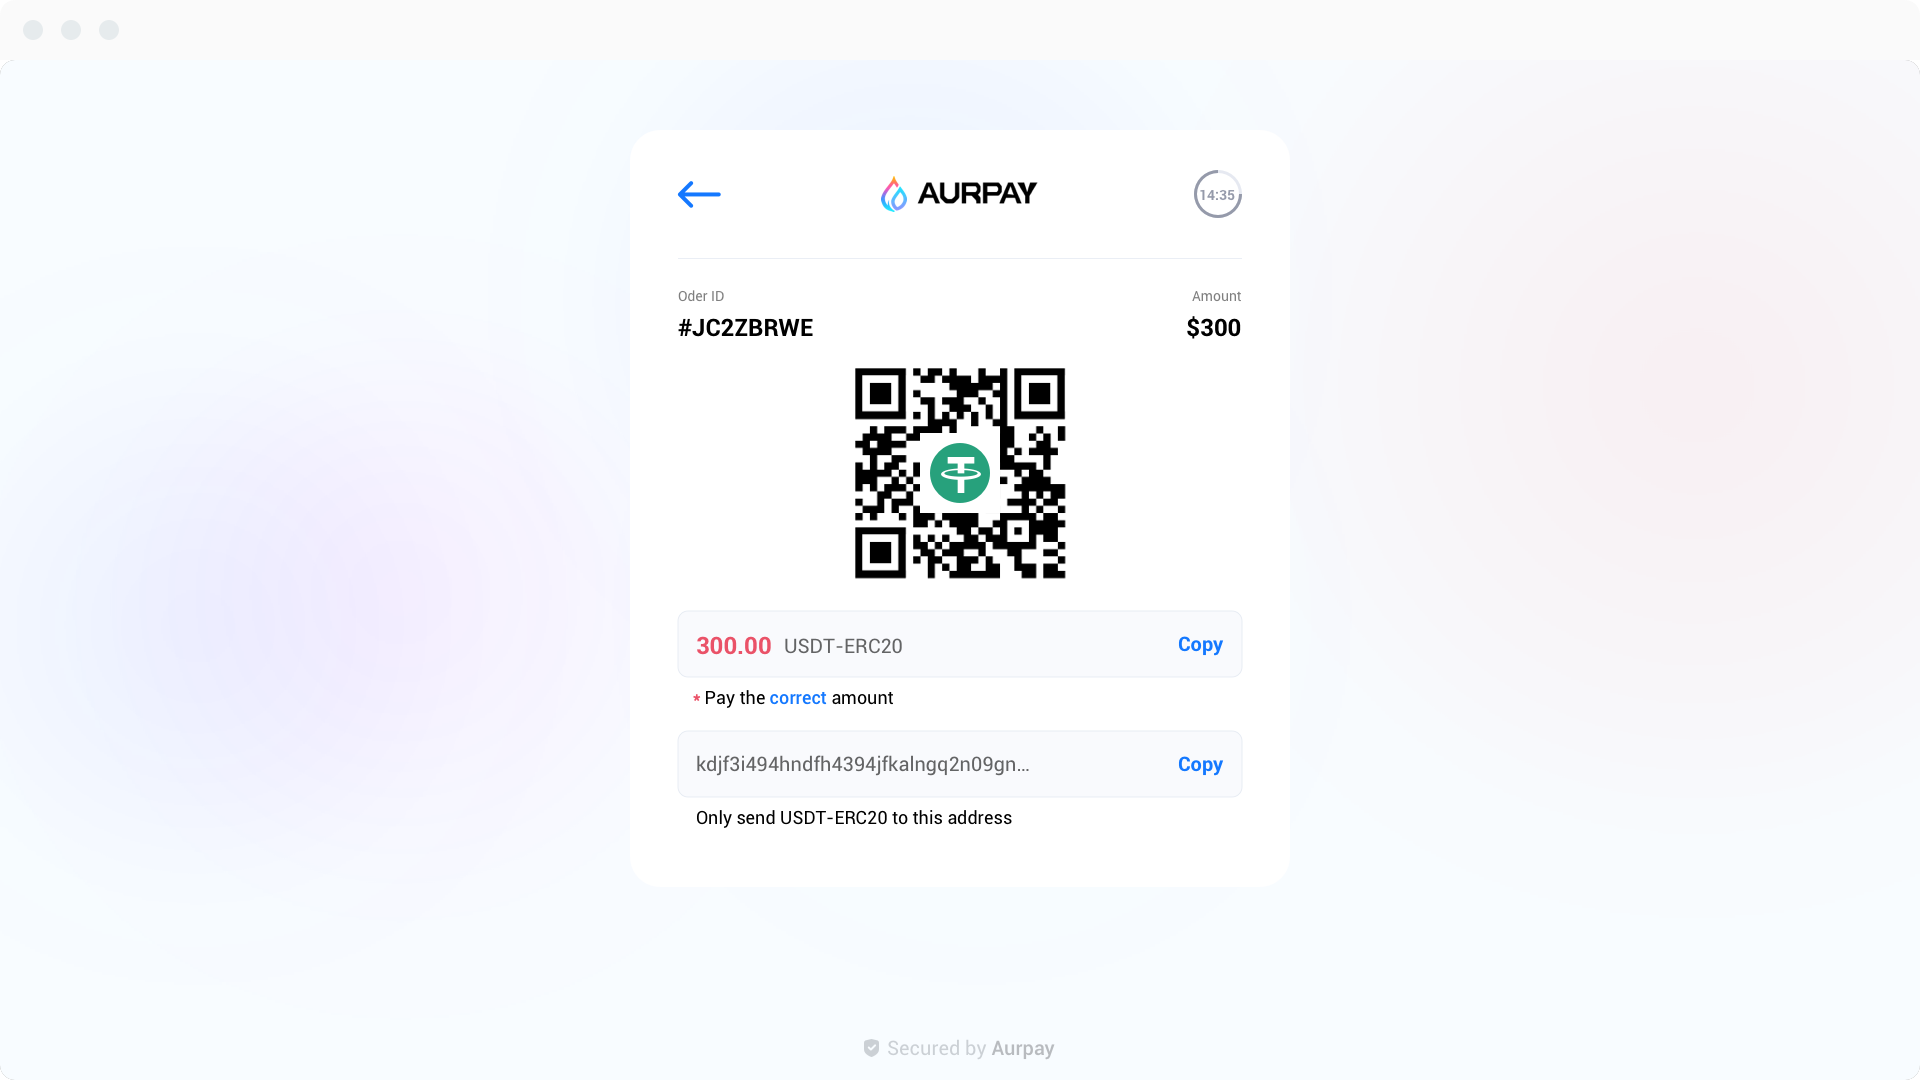 AURPAY
14:35
Oder ID
Amount
#JC2ZBRWE
$300
300.00 USDT-ERC20
Copy
* Pay the correct amount
kdjf3i494hndfh4394jfkalngq2n09gn...
Copy
Only send USDT-ERC20 to this address
Secured by Aurpay